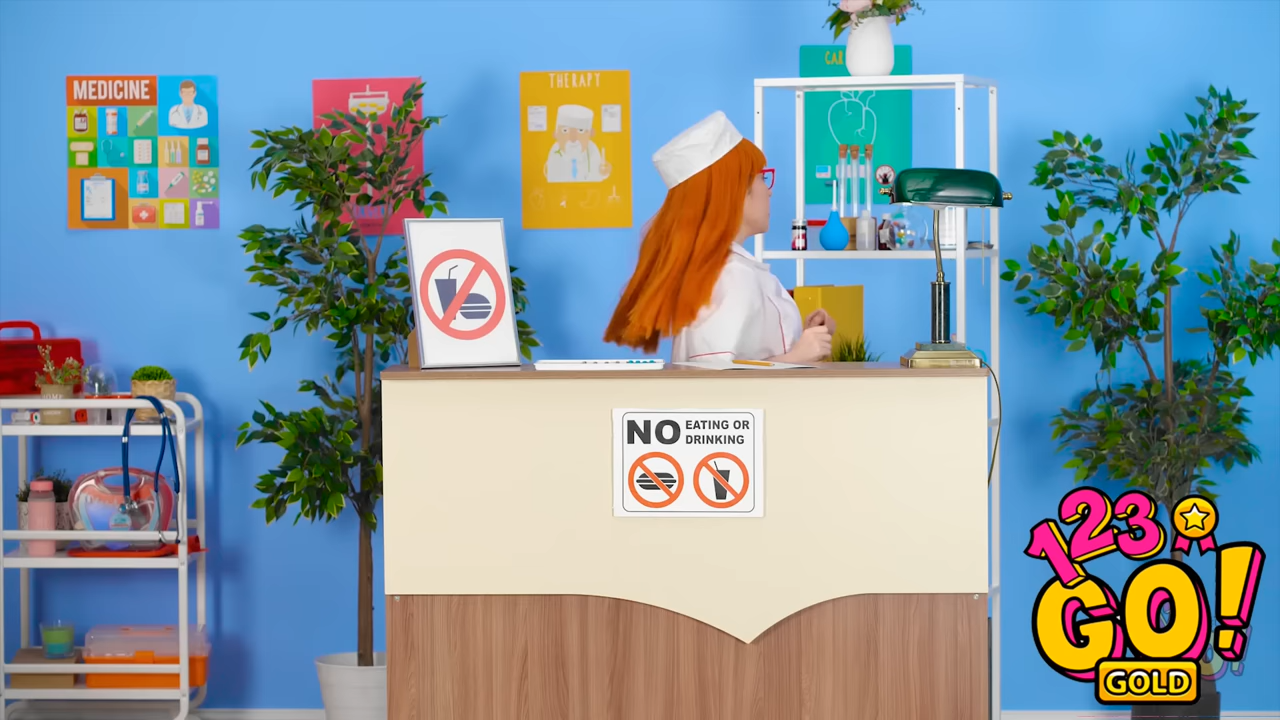 MEDICINE
THERAPY
CAR
NO EATING OR
DRINKING
123
GO!
GOLD